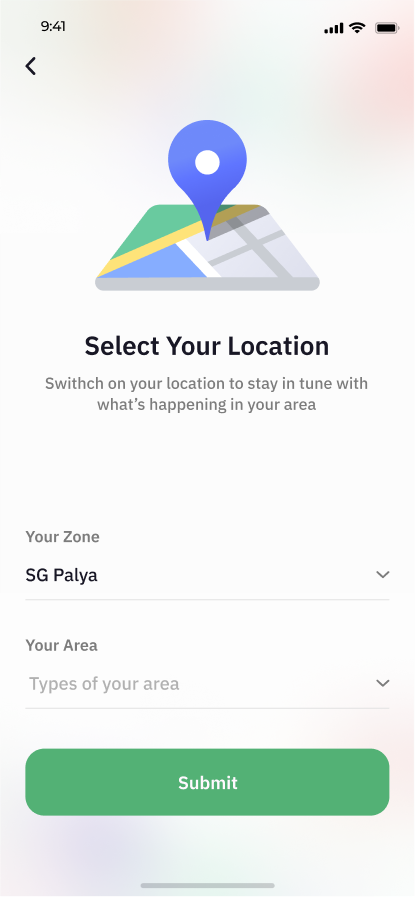 9:41
Select Your Location
Swithch on your location to stay in tune with
what's happening in your area
Your Zone
SG Palya
Your Area
Types of your area
Submit